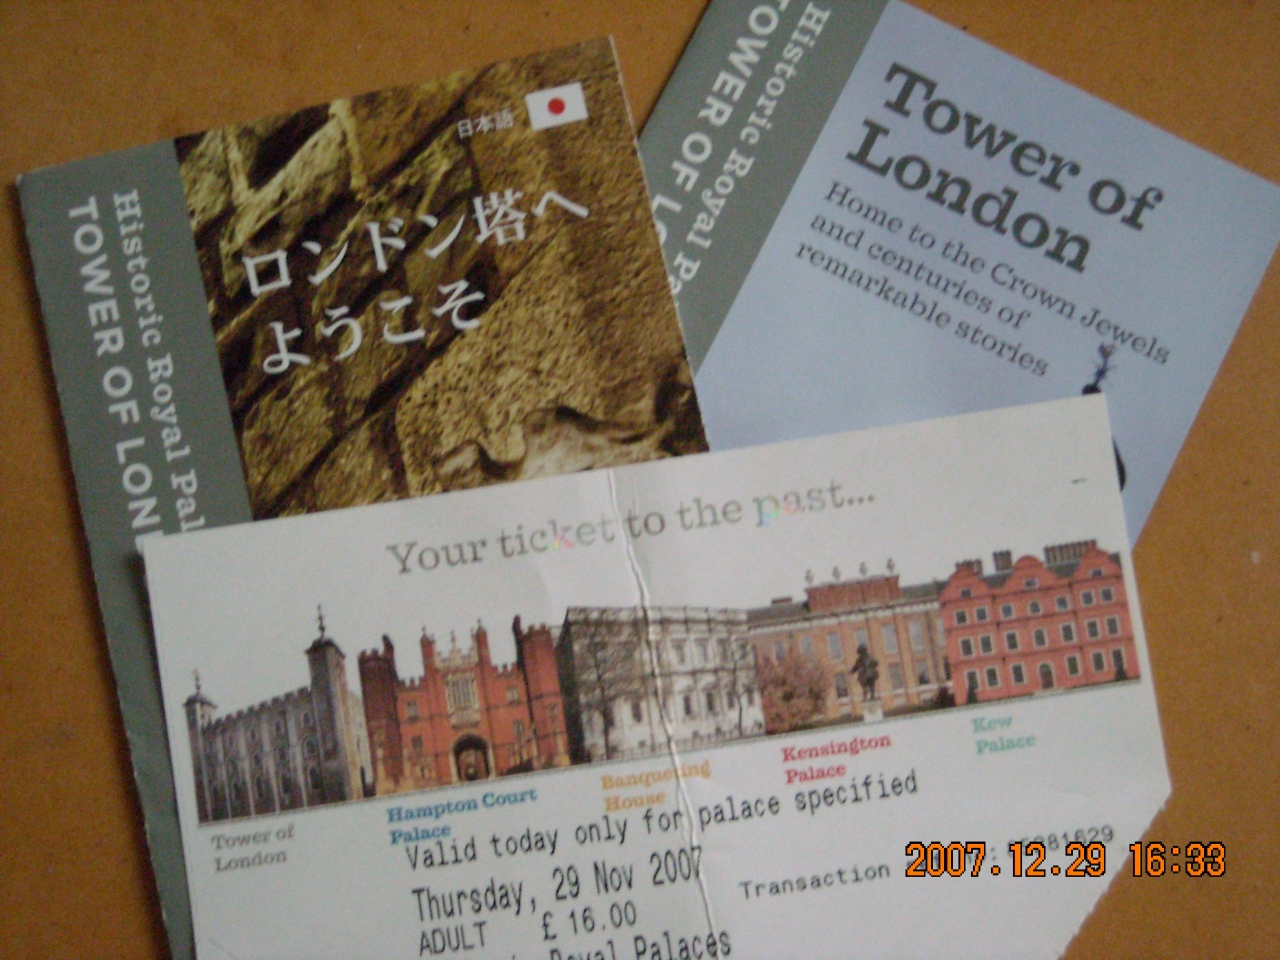 日本語
ロンドン塔へ
ようこそ
Historic Royal Pal
TOWER OF LON
Historic Royal Pa
TOWER OF L
Tower of
London
Home to the Crown Jewels
and centuries of
remarkable stories
Your ticket to the past...
Tower of
London
Hampton Court
Palace
Banqueting
House
Kensington
Palace
Kew
Palace
Valid today only for palace specified
Thursday, 29 Nov 2007
ADULT £ 16.00
Transaction
Royal Palaces
2007.12.29 16:33